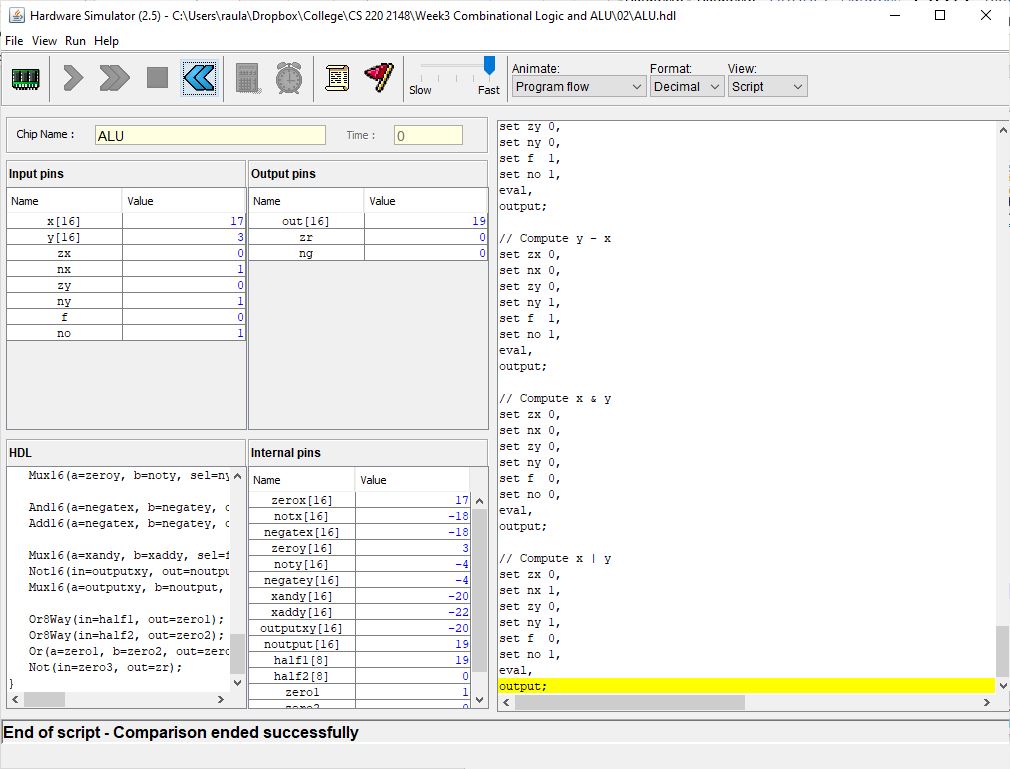 Hardware Simulator (2.5) - C:\Users\raula\Dropbox\College\CS 220 2148\Week3 Combinational Logic and ALU\02\ALU.hdl
File View Run Help
Slow Fast
Animate: Format: View:
Program flow Decimal Script
Chip Name : ALU Time : 0
Input pins
Name Value
x[16] 17
y[16] 3
zx 0
nx 1
zy 0
ny 1
f 0
no 1
Output pins
Name Value
out[16] 19
zr 0
ng 0
HDL
Mux16(a=zeroy, b=noty, sel=ny
And16(a=negatex, b=negatey,
Add16(a=negatex, b=negatey,
Mux16(a=xandy, b=xaddy, sel=f
Not16(in=outputxy, out=noutpu
Mux16(a=outputxy, b=noutput,
Or8Way(in=half1, out=zero1);
Or8Way(in=half2, out=zero2);
Or(a=zero1, b=zero2, out=zero
Not(in=zero3, out=zr);
}
Internal pins
Name Value
zerox[16] 17
notx[16] -18
negatex[16] -18
zeroy[16] 3
noty[16] -4
negatey[16] -4
xandy[16] -20
xaddy[16] -22
outputxy[16] -20
noutput[16] 19
half1[8] 19
half2[8] 0
zero1 1
set zy 0,
set ny 0,
set f 1,
set no 1,
eval,
output;
// Compute y - x
set zx 0,
set nx 0,
set zy 0,
set ny 1,
set f 1,
set no 1,
eval,
output;
// Compute x & y
set zx 0,
set nx 0,
set zy 0,
set ny 0,
set f 0,
set no 0,
eval,
output;
// Compute x | y
set zx 0,
set nx 1,
set zy 0,
set ny 1,
set f 0,
set no 1,
eval,
output;
End of script - Comparison ended successfully